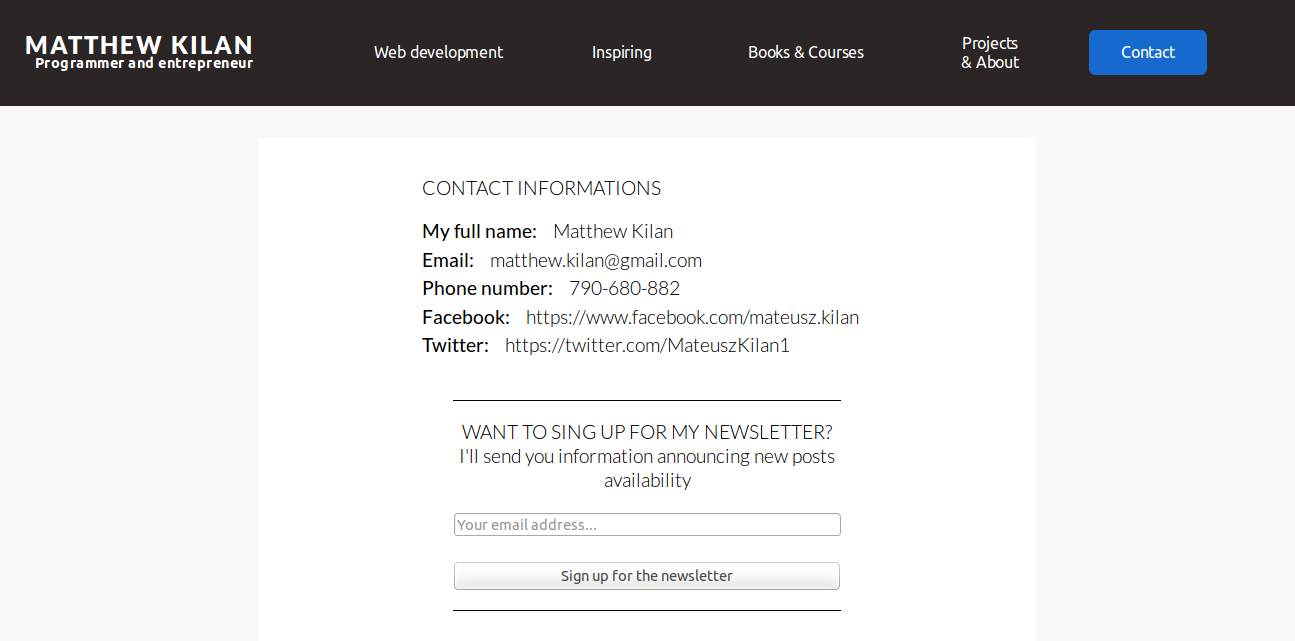 MATTHEW KILAN
Programmer and entrepreneur
Web development
Inspiring
Books & Courses
Projects
& About
Contact
CONTACT INFORMATIONS
My full name: Matthew Kilan
Email: matthew.kilan@gmail.com
Phone number: 790-680-882
Facebook: https://www.facebook.com/mateusz.kilan
Twitter: https://twitter.com/MateuszKilan1
WANT TO SING UP FOR MY NEWSLETTER?
I'll send you information announcing new posts
availability
Your email address...
Sign up for the newsletter